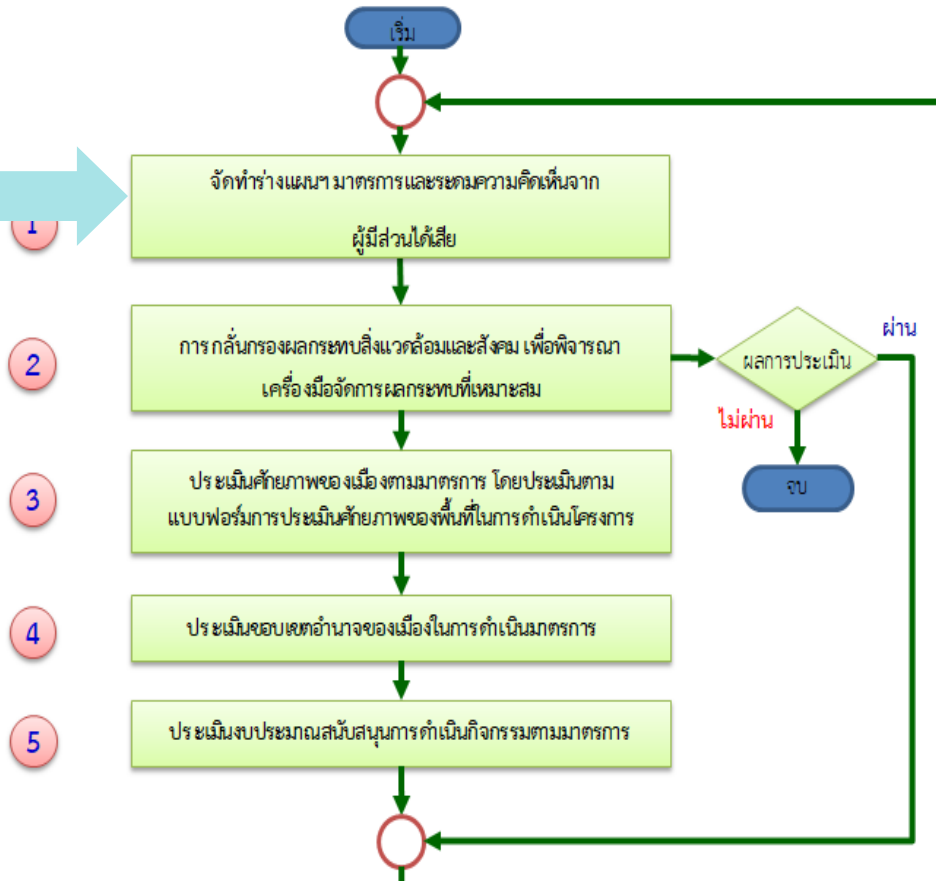 เริ่ม
1
จัดทำร่างแผนฯ มาตรการและระดมความคิดเห็นจาก
ผู้มีส่วนได้เสีย
2
การกลั่นกรองผลกระทบสิ่งแวดล้อมและสังคม เพื่อพิจารณา
เครื่องมือจัดการผลกระทบที่เหมาะสม
ผลการประเมิน
ผ่าน
ไม่ผ่าน
จบ
3
ประเมินศักยภาพของเมืองตามมาตรการ โดยประเมินตาม
แบบฟอร์มการประเมินศักยภาพของพื้นที่ในการดำเนินโครงการ
4
ประเมินขอบเขตอำนาจของเมืองในการดำเนินมาตรการ
5
ประเมินงบประมาณสนับสนุนการดำเนินกิจกรรมตามมาตรการ